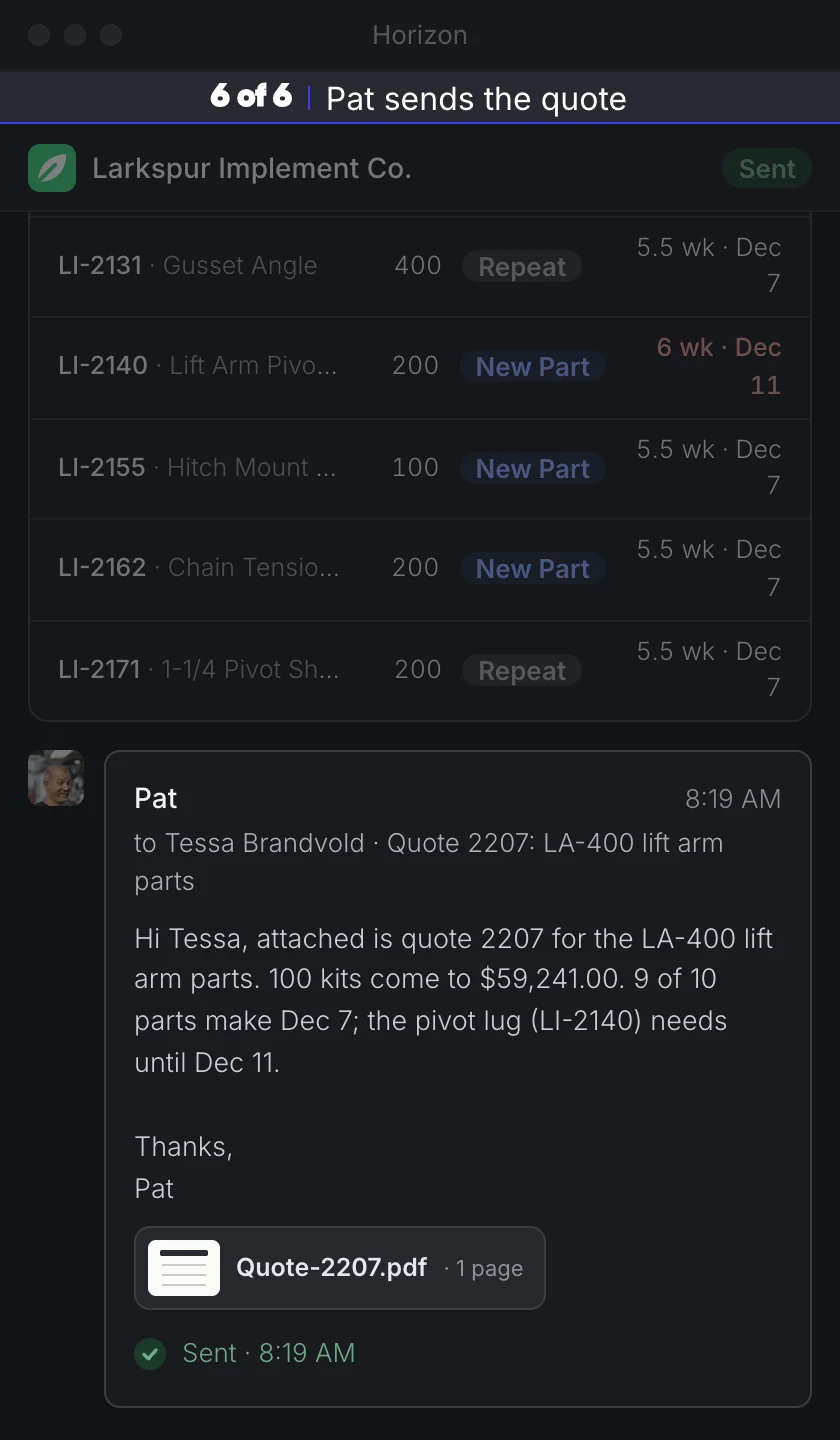 Horizon
6 of 6 | Pat sends the quote
Larkspur Implement Co. Sent
LI-2131 · Gusset Angle 400 Repeat 5.5 wk · Dec
7
LI-2140 · Lift Arm Pivo... 200 New Part 6 wk · Dec
11
LI-2155 · Hitch Mount ... 100 New Part 5.5 wk · Dec
7
LI-2162 · Chain Tensio... 200 New Part 5.5 wk · Dec
7
LI-2171 · 1-1/4 Pivot Sh... 200 Repeat 5.5 wk · Dec
7
Pat 8:19 AM
to Tessa Brandvold · Quote 2207: LA-400 lift arm
parts
Hi Tessa, attached is quote 2207 for the LA-400 lift
arm parts. 100 kits come to $59,241.00. 9 of 10
parts make Dec 7; the pivot lug (LI-2140) needs
until Dec 11.
Thanks,
Pat
Quote-2207.pdf · 1 page
Sent · 8:19 AM